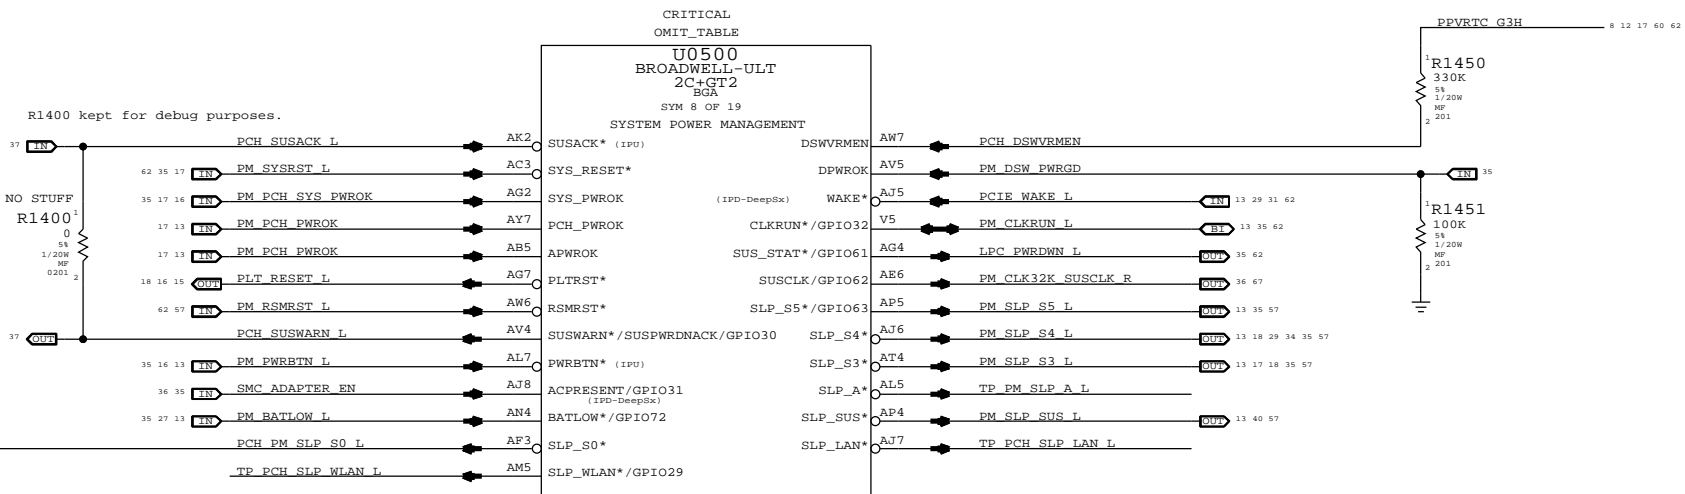 CRITICAL
OMIT_TABLE
U0500
BROADWELL-ULT
2C+GT2
BGA
SYM 8 OF 19
SYSTEM POWER MANAGEMENT
PPVRTC_G3H 8 12 17 60 62
1 R1450
330K
5%
1/20W
MF
201
2
R1400 kept for debug purposes.
37 IN PCH_SUSACK_L AK2 SUSACK* (IPU) DSWVRMEN AW7 PCH_DSWVRMEN
62 35 17 IN PM_SYSRST_L AC3 SYS_RESET* DPWROK AV5 PM_DSW_PWRGD IN 35
35 17 16 IN PM_PCH_SYS_PWROK AG2 SYS_PWROK (IPD-DeepSx) WAKE* AJ5 PCIE_WAKE_L IN 13 29 31 62
17 13 IN PM_PCH_PWROK AY7 PCH_PWROK CLKRUN*/GPIO32 V5 PM_CLKRUN_L BI 13 35 62
17 13 IN PM_PCH_PWROK AB5 APWROK SUS_STAT*/GPIO61 AG4 LPC_PWRDWN_L OUT 35 62
18 16 15 OUT PLT_RESET_L AG7 PLTRST* SUSCLK/GPIO62 AE6 PM_CLK32K_SUSCLK_R OUT 36 67
62 57 IN PM_RSMRST_L AW6 RSMRST* SLP_S5*/GPIO63 AP5 PM_SLP_S5_L OUT 13 35 57
37 OUT PCH_SUSWARN_L AV4 SUSWARN*/SUSPWRDNACK/GPIO30 SLP_S4* AJ6 PM_SLP_S4_L OUT 13 18 29 34 35 57
35 16 13 IN PM_PWRBTN_L AL7 PWRBTN* (IPU) SLP_S3* AT4 PM_SLP_S3_L OUT 13 17 18 35 57
36 35 IN SMC_ADAPTER_EN AJ8 ACPRESENT/GPIO31 SLP_A* AL5 TP_PM_SLP_A_L
(IPD-DeepSx)
35 27 13 IN PM_BATLOW_L AN4 BATLOW*/GPIO72 SLP_SUS* AP4 PM_SLP_SUS_L OUT 13 40 57
PCH_PM_SLP_S0_L AF3 SLP_S0* SLP_LAN* AJ7 TP_PCH_SLP_LAN_L
TP_PCH_SLP_WLAN_L AM5 SLP_WLAN*/GPIO29
NO STUFF
R1400 1
0
5%
1/20W
MF
0201
2
1 R1451
100K
5%
1/20W
MF
201
2